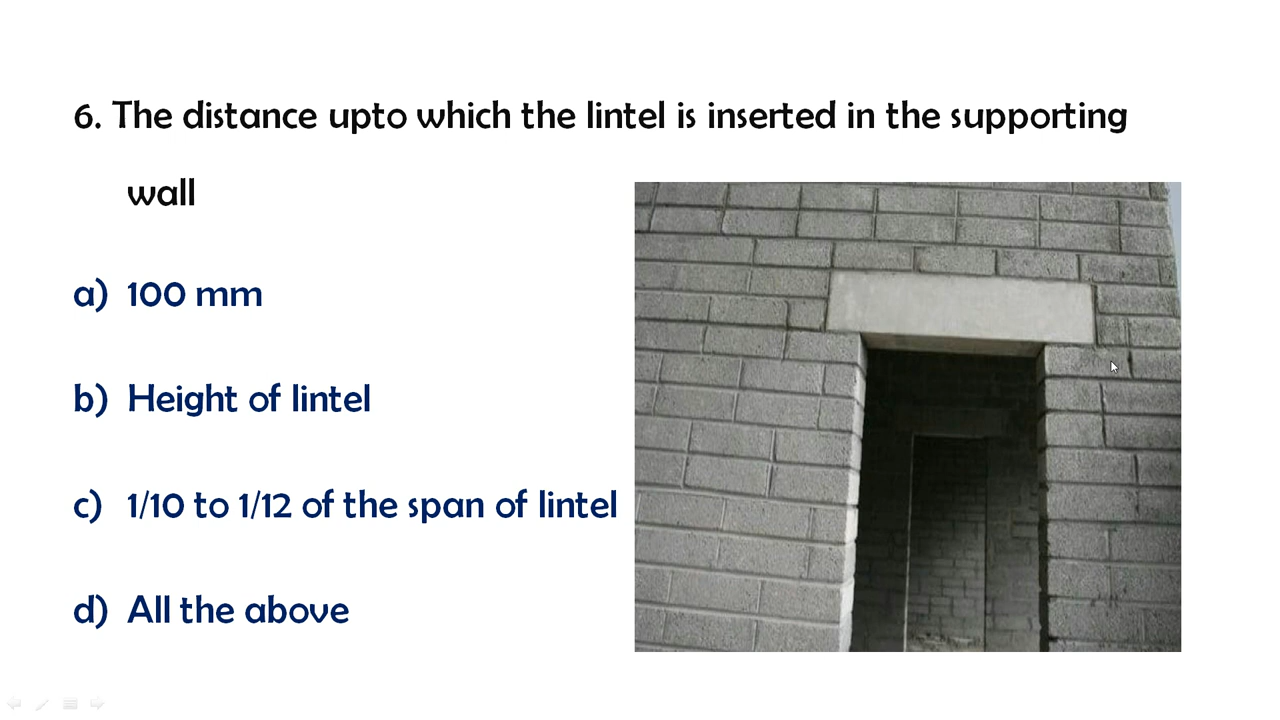 6. The distance upto which the lintel is inserted in the supporting
wall
a) 100 mm
b) Height of lintel
c) 1/10 to 1/12 of the span of lintel
d) All the above